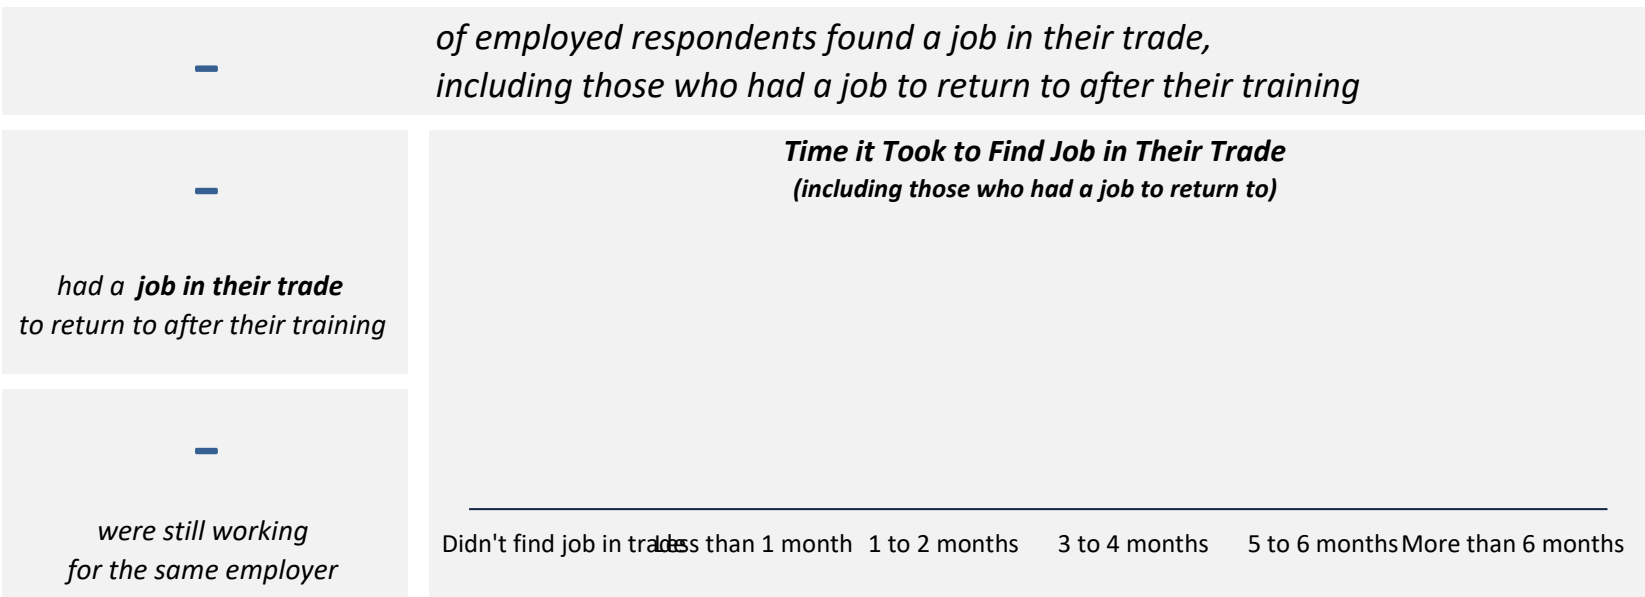 -
of employed respondents found a job in their trade,
including those who had a job to return to after their training
-
had a job in their trade
to return to after their training
-
were still working
for the same employer
Time it Took to Find Job in Their Trade
(including those who had a job to return to)
Didn't find job in trade Less than 1 month 1 to 2 months 3 to 4 months 5 to 6 months More than 6 months